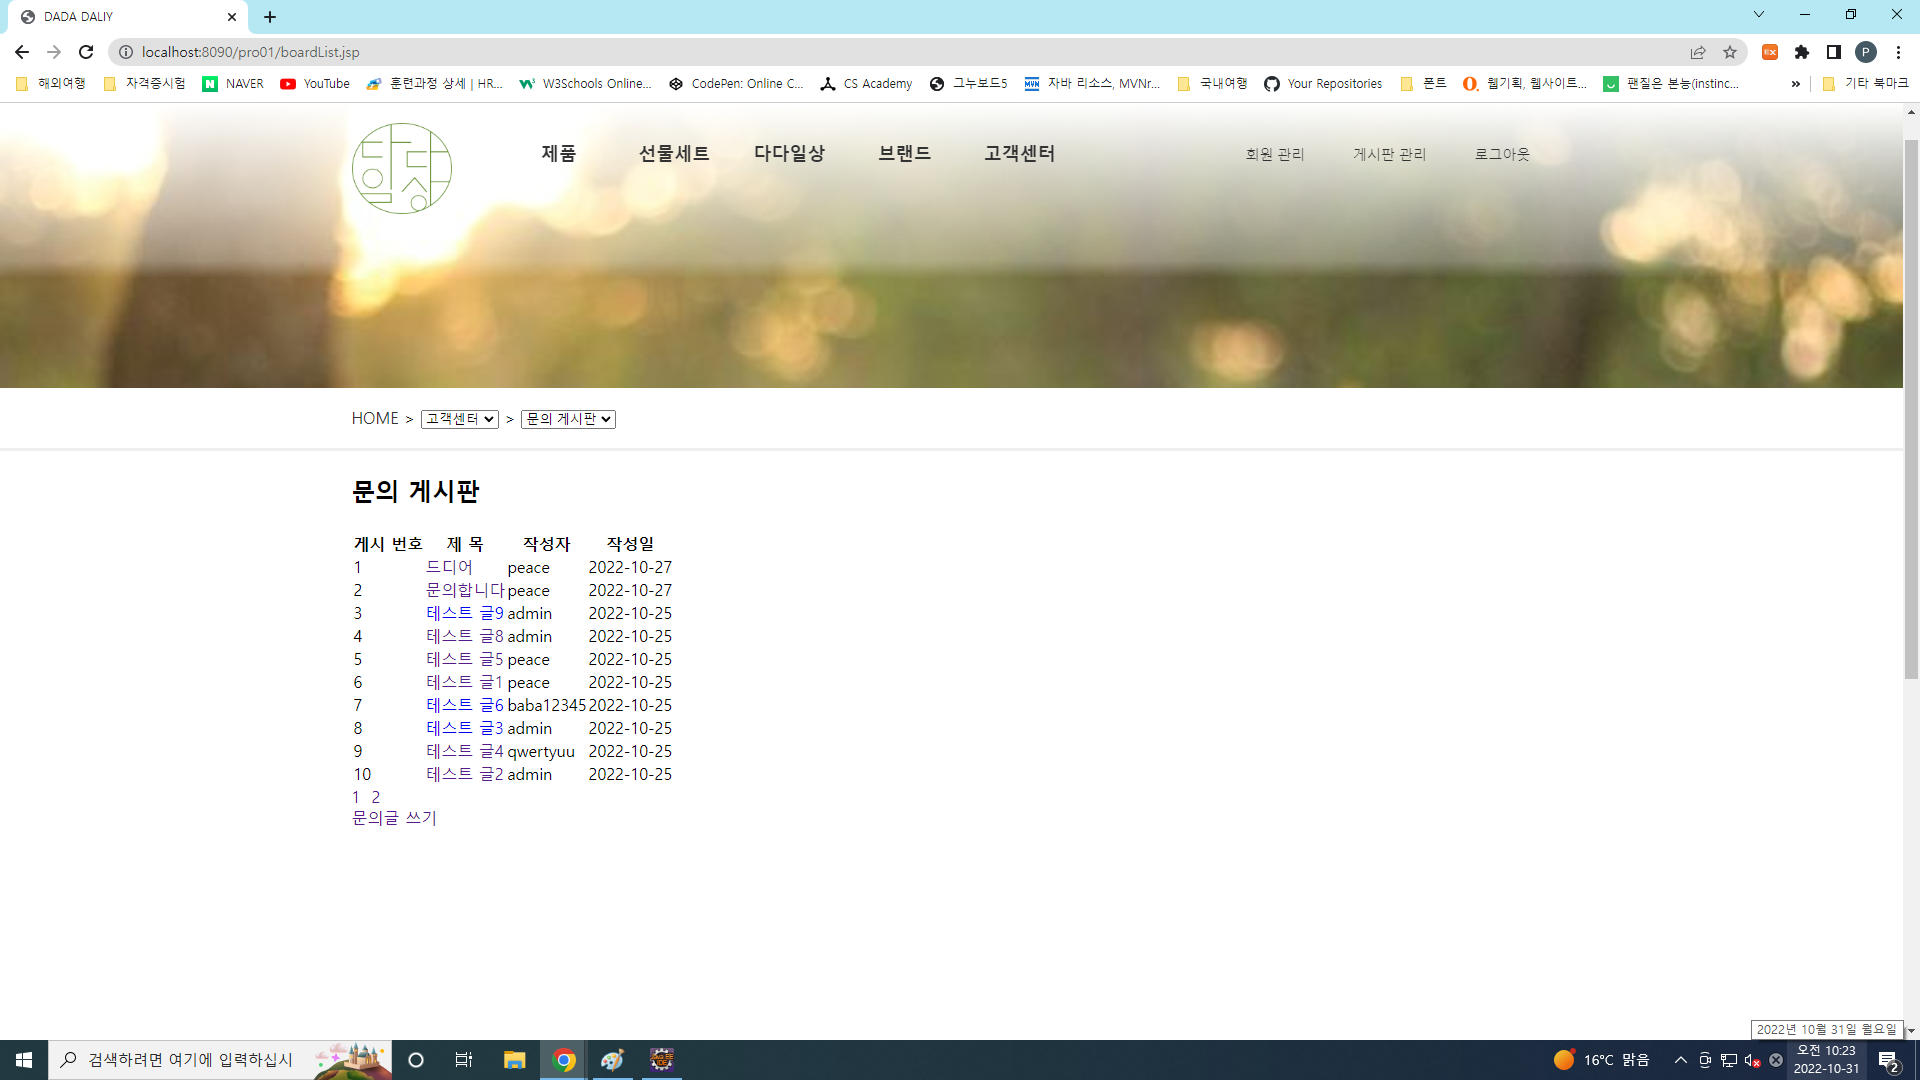 DADA DALIY
localhost:8090/pro01/boardList.jsp
해외여행 자격증시험 NAVER YouTube 훈련과정 상세 | HR... W3Schools Online... CodePen: Online C... CS Academy 그누보드5 자바 리소스, MVNr... 국내여행 Your Repositories 폰트 웹기획, 웹사이트... 팬질은 본능(instinc... » 기타 북마크
다다일상
제품 선물세트 다다일상 브랜드 고객센터 회원 관리 게시판 관리 로그아웃
HOME > 고객센터 > 문의 게시판
문의 게시판
게시 번호 제 목 작성자 작성일
1 드디어 peace 2022-10-27
2 문의합니다 peace 2022-10-27
3 테스트 글9 admin 2022-10-25
4 테스트 글8 admin 2022-10-25
5 테스트 글5 peace 2022-10-25
6 테스트 글1 peace 2022-10-25
7 테스트 글6 baba12345 2022-10-25
8 테스트 글3 admin 2022-10-25
9 테스트 글4 qwertyuu 2022-10-25
10 테스트 글2 admin 2022-10-25
1 2
문의글 쓰기
2022년 10월 31일 월요일
검색하려면 여기에 입력하십시 16°C 맑음 오전 10:23
2022-10-31 2